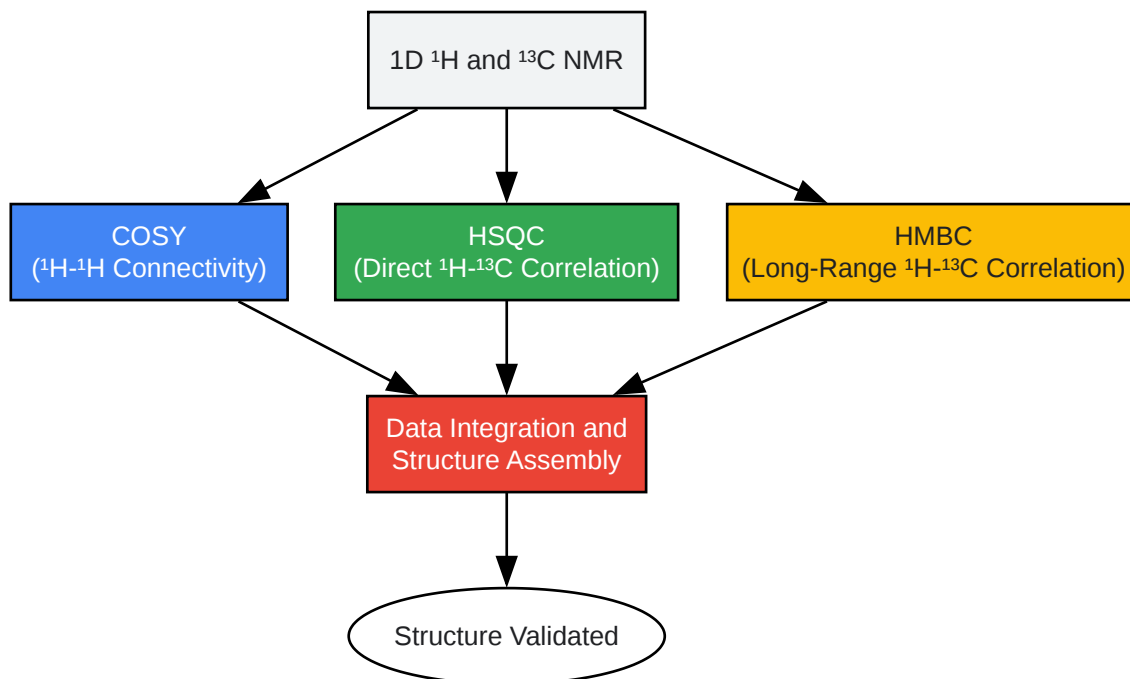 1D ¹H and ¹³C NMR
COSY
(¹H-¹H Connectivity)
HSQC
(Direct ¹H-¹³C Correlation)
HMBC
(Long-Range ¹H-¹³C Correlation)
Data Integration and
Structure Assembly
Structure Validated